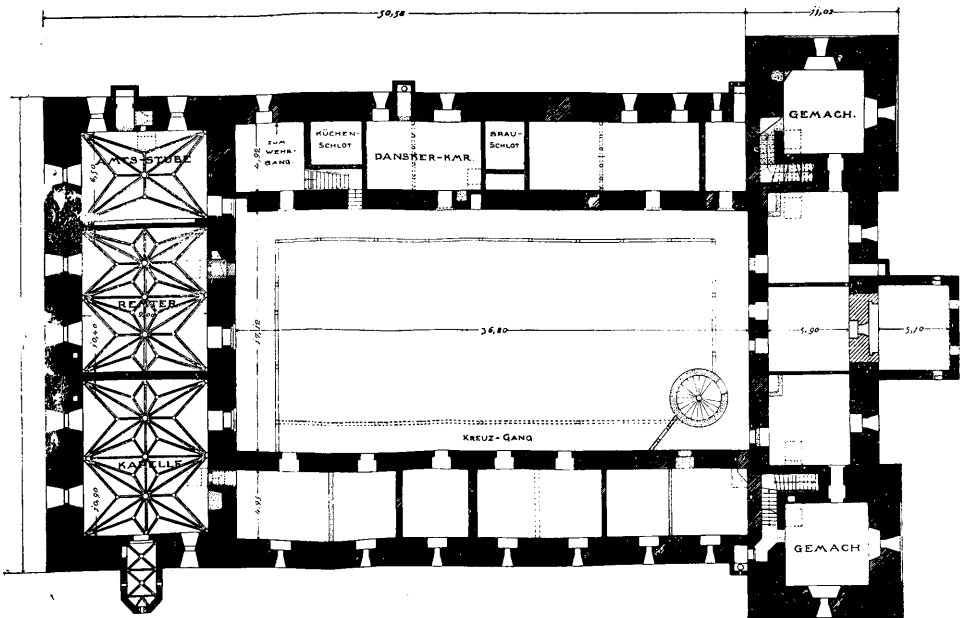 50,58
11,02
GEMACH.
KÜCHEN-
SCHLOT
BRAU-
SCHLOT
ZUM
WEHR-
GANG.
4,92
DANSKER-KMR.
AMTS-STUBE
6,50
REMTER.
9,00
10,40
17,12
36,80
5,90
5,10
KREUZ-GANG
KAPELLE
10,90
4,95
GEMACH